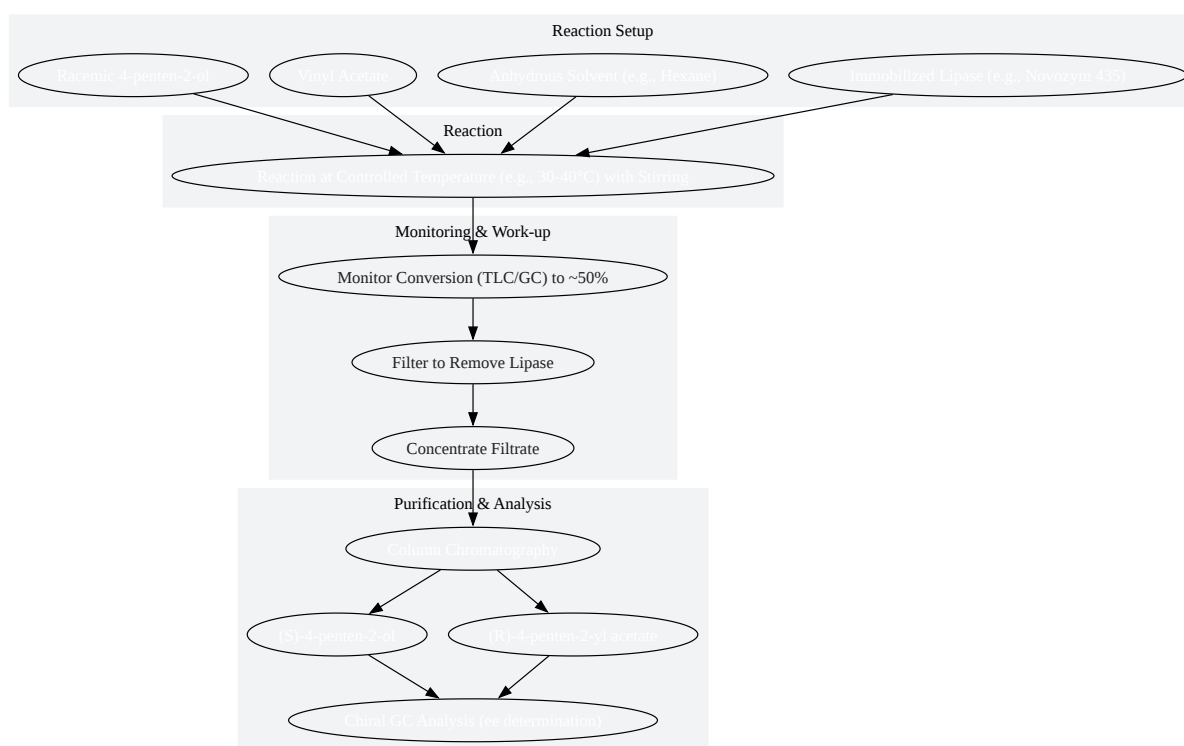 Reaction Setup
Racemic 4-penten-2-ol
Vinyl Acetate
Anhydrous Solvent (e.g., Hexane)
Immobilized Lipase (e.g., Novozym 435)
Reaction
Reaction at Controlled Temperature (e.g., 30-40°C) with Stirring
Monitoring & Work-up
Monitor Conversion (TLC/GC) to ~50%
Filter to Remove Lipase
Concentrate Filtrate
Purification & Analysis
Column Chromatography
(S)-4-penten-2-ol
(R)-4-penten-2-yl acetate
Chiral GC Analysis (ee determination)